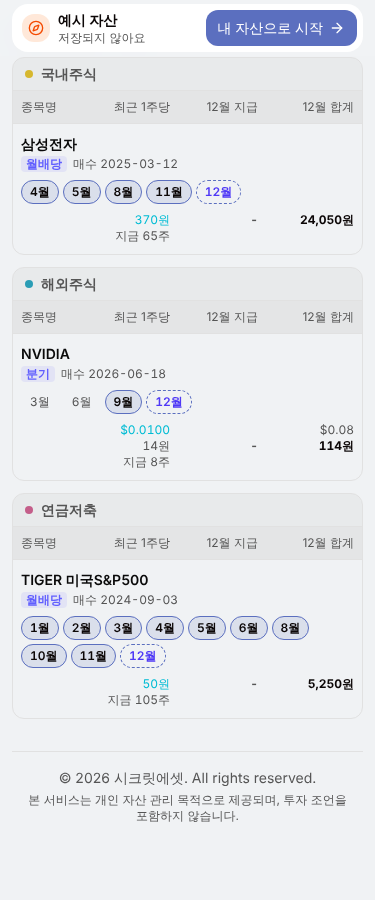 예시 자산
저장되지 않아요
내 자산으로 시작 →
국내주식
종목명 최근 1주당 12월 지급 12월 합계
삼성전자
월배당 매수 2025-03-12
4월 5월 8월 11월 12월
370원 - 24,050원
지금 65주
해외주식
종목명 최근 1주당 12월 지급 12월 합계
NVIDIA
분기 매수 2026-06-18
3월 6월 9월 12월
$0.0100 $0.08
14원 - 114원
지금 8주
연금저축
종목명 최근 1주당 12월 지급 12월 합계
TIGER 미국S&P500
월배당 매수 2024-09-03
1월 2월 3월 4월 5월 6월 8월
10월 11월 12월
50원 - 5,250원
지금 105주
© 2026 시크릿에셋. All rights reserved.
본 서비스는 개인 자산 관리 목적으로 제공되며, 투자 조언을
포함하지 않습니다.